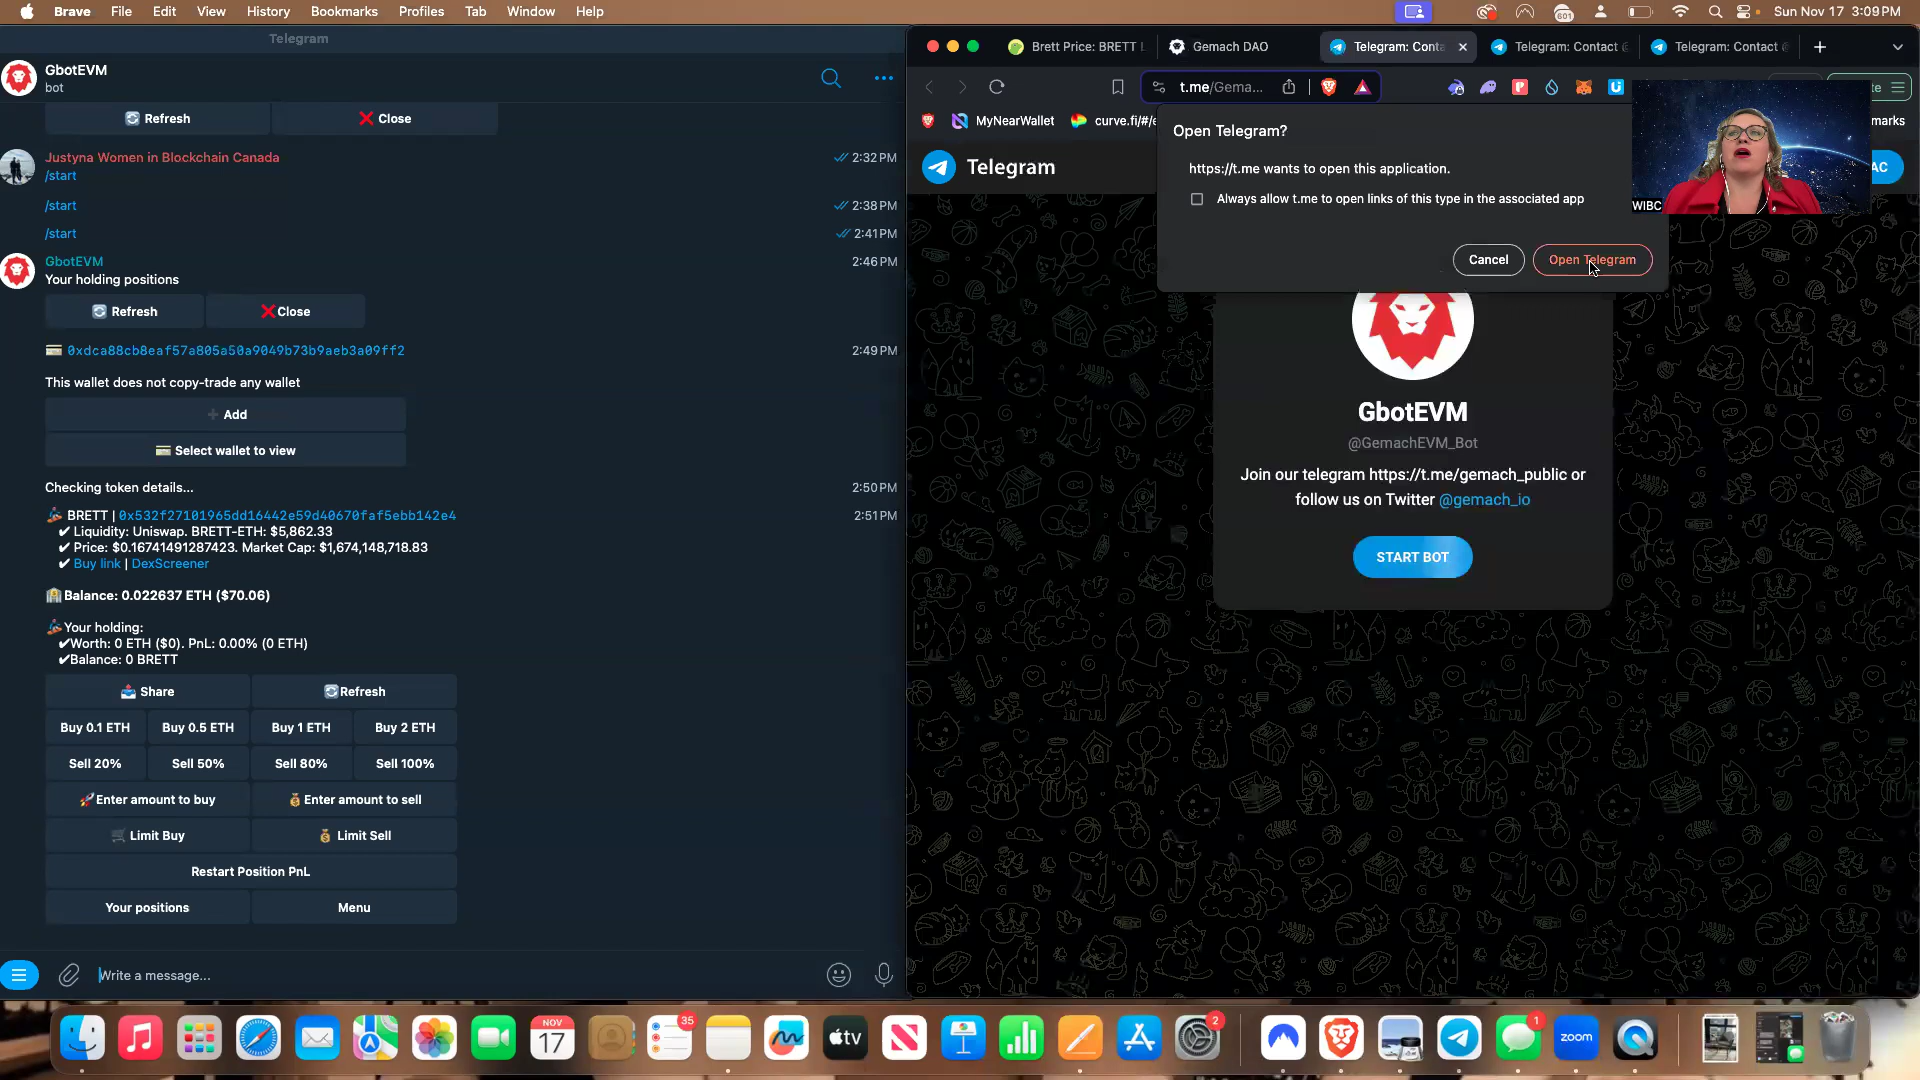 Brave File Edit View History Bookmarks Profiles Tab Window Help
601
Sun Nov 17 3:09 PM
Telegram
GbotEVM
bot
Refresh
Close
Justyna Women in Blockchain Canada
/start
2:32 PM
/start
2:38 PM
/start
2:41 PM
GbotEVM
2:46 PM
Your holding positions
Refresh
Close
0xdca88cb8eaf57a805a50a9049b73b9aeb3a09ff2
2:49 PM
This wallet does not copy-trade any wallet
Add
Select wallet to view
Checking token details...
2:50 PM
BRETT | 0x532f27101965dd16442e59d40670faf5ebb142e4
2:51 PM
Liquidity: Uniswap. BRETT-ETH: $5,862.33
Price: $0.16741491287423. Market Cap: $1,674,148,718.83
Buy link | DexScreener
Balance: 0.022637 ETH ($70.06)
Your holding:
Worth: 0 ETH ($0). PnL: 0.00% (0 ETH)
Balance: 0 BRETT
Share
Refresh
Buy 0.1 ETH
Buy 0.5 ETH
Buy 1 ETH
Buy 2 ETH
Sell 20%
Sell 50%
Sell 80%
Sell 100%
Enter amount to buy
Enter amount to sell
Limit Buy
Limit Sell
Restart Position PnL
Your positions
Menu
Write a message...
Brett Price: BRETT
Gemach DAO
Telegram: Conta
Telegram: Contact
Telegram: Contact
t.me/Gema...
MyNearWallet
curve.fi/#/e
marks
Open Telegram?
https://t.me wants to open this application.
Always allow t.me to open links of this type in the associated app
Cancel
Open Telegram
WIBC
Telegram
GbotEVM
@GemachEVM_Bot
Join our telegram https://t.me/gemach_public or
follow us on Twitter @gemach_io
START BOT
NOV
17
35
tv
2
1
zoom